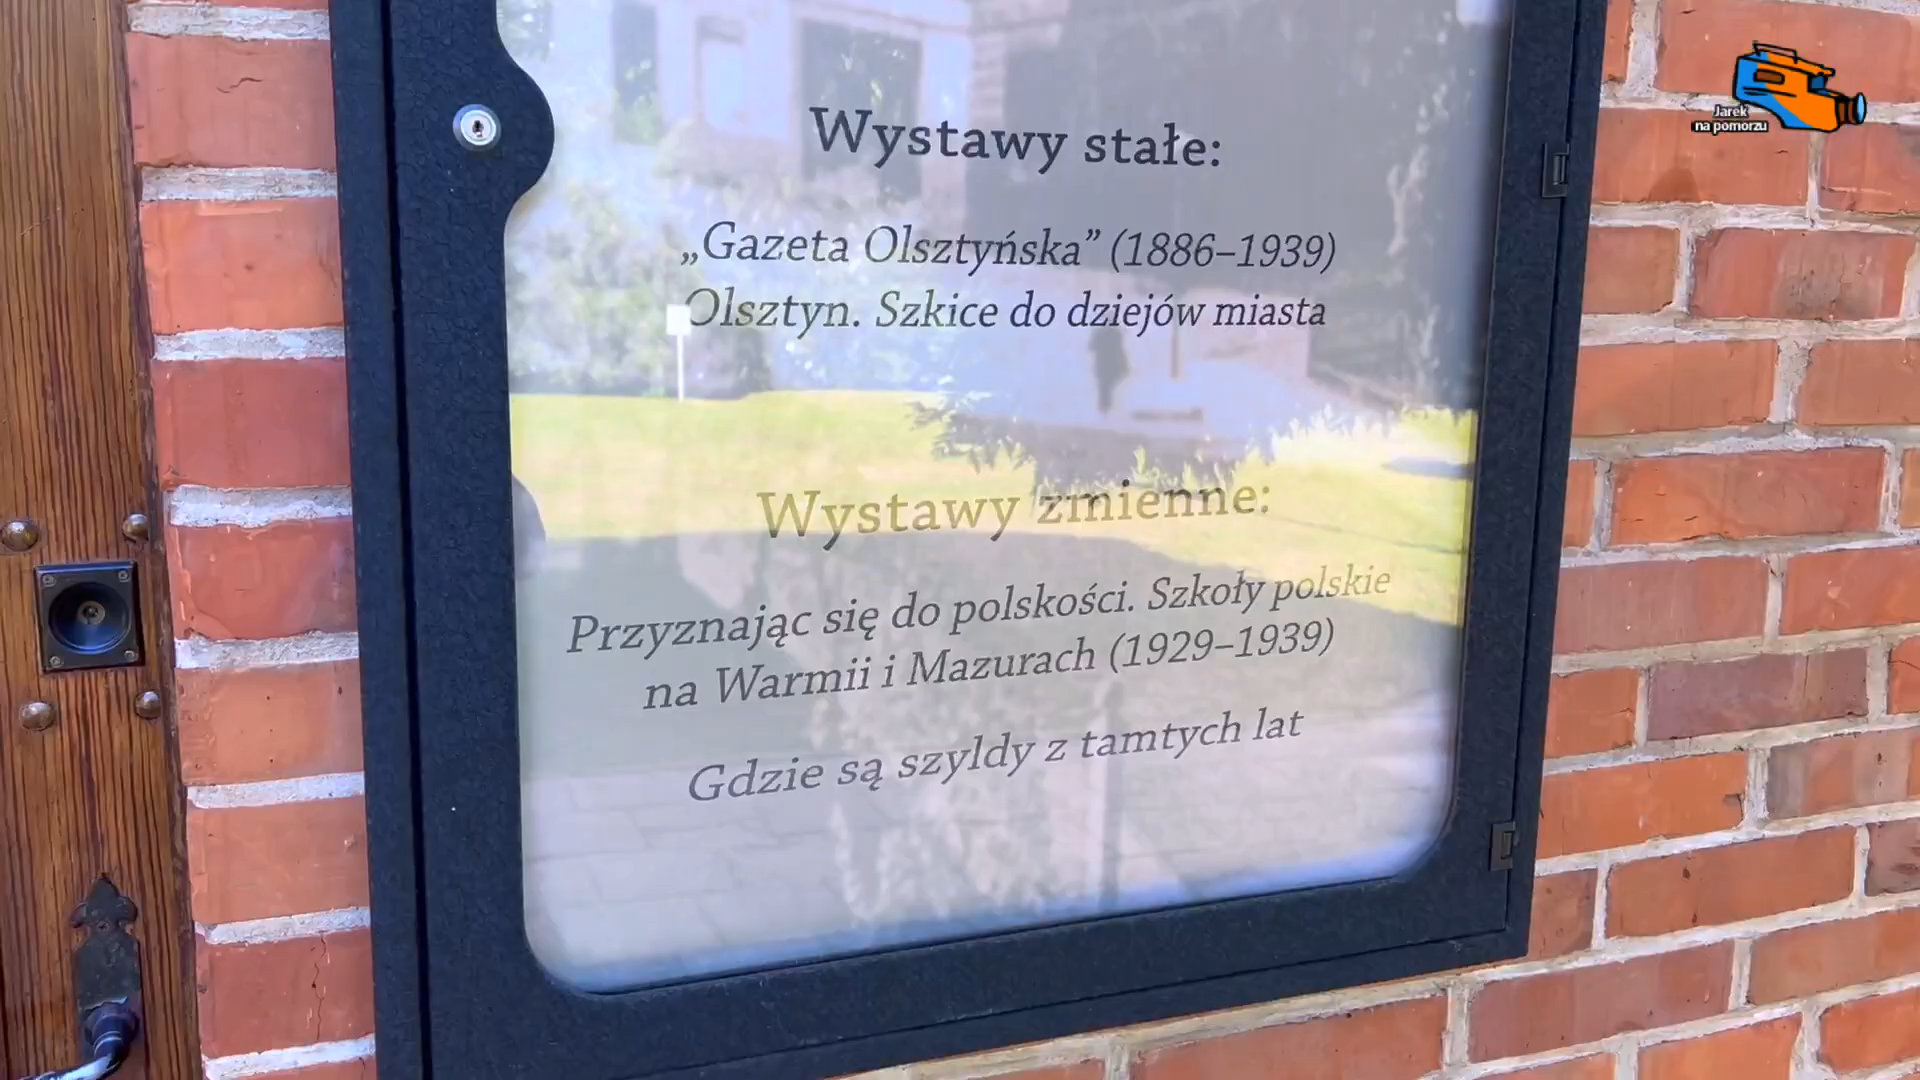 Wystawy stałe:
„Gazeta Olsztyńska” (1886–1939)
Olsztyn. Szkice do dziejów miasta
Wystawy zmienne:
Przyznając się do polskości. Szkoły polskie
na Warmii i Mazurach (1929–1939)
Gdzie są szyldy z tamtych lat
Jarek
na pomorzu